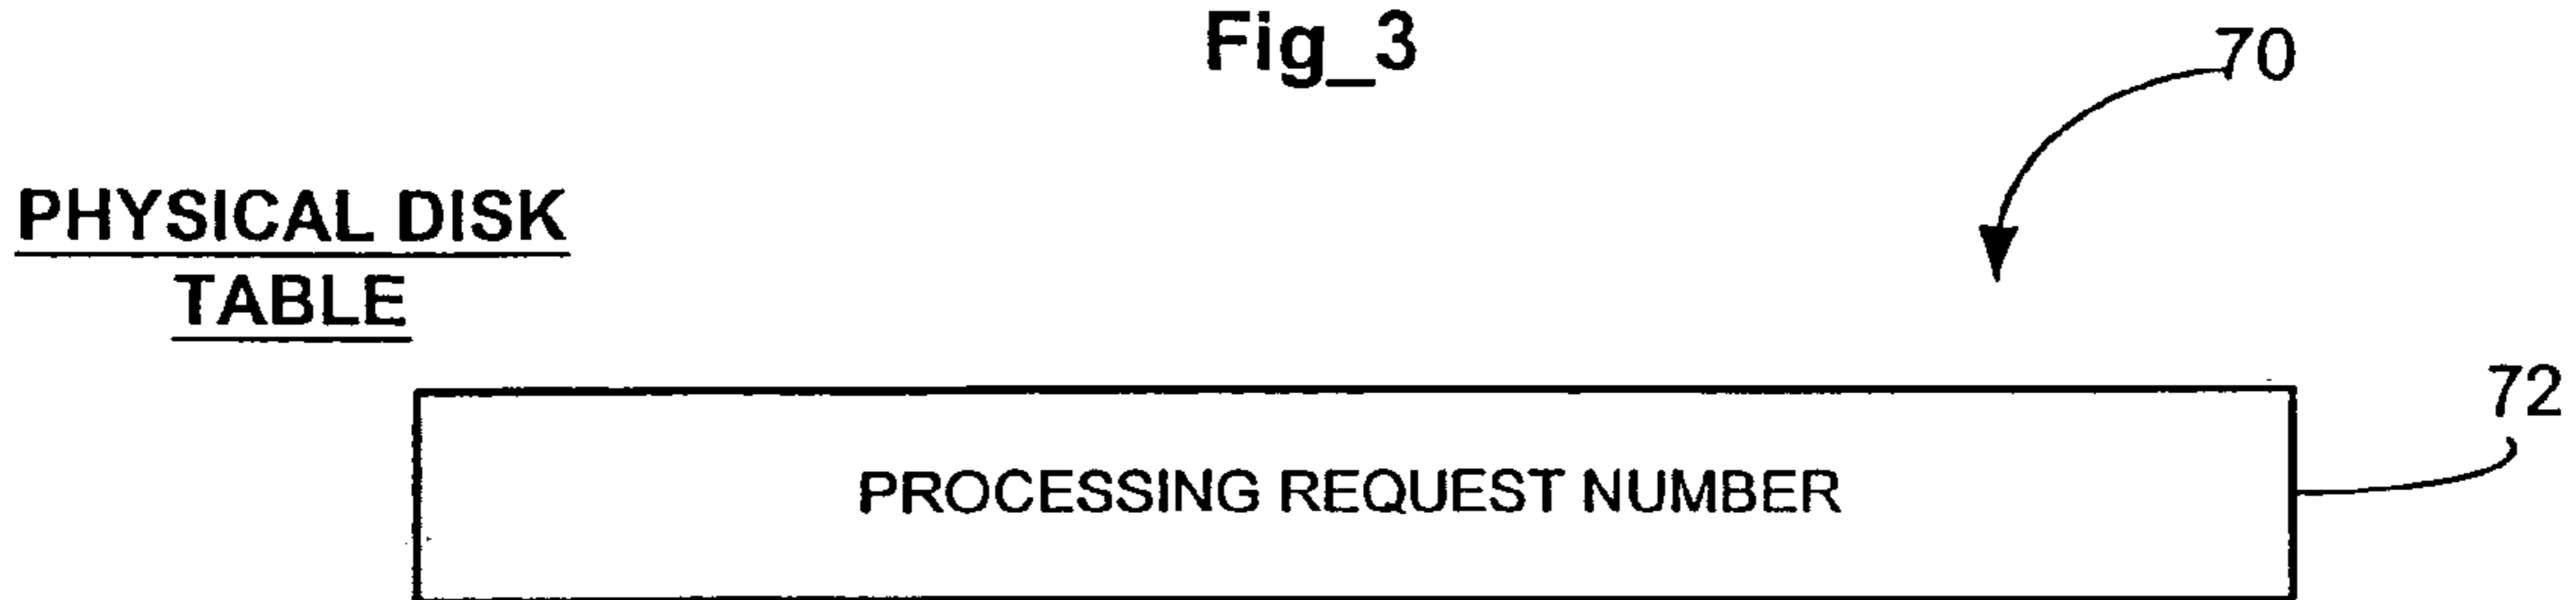 Fig_3
70
PHYSICAL DISK
TABLE
72
PROCESSING REQUEST NUMBER